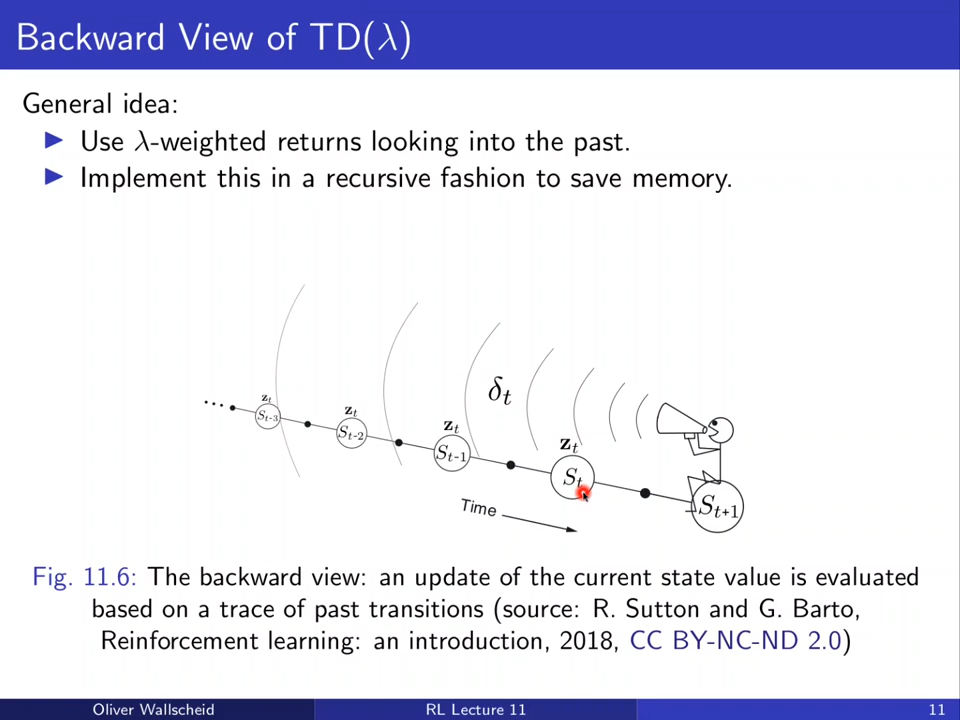 Backward View of TD(λ)
General idea:
▶ Use λ-weighted returns looking into the past.
▶ Implement this in a recursive fashion to save memory.
δt
zt
zt
zt
zt
...
St-3
St-2
St-1
St
St+1
Time
Fig. 11.6: The backward view: an update of the current state value is evaluated
based on a trace of past transitions (source: R. Sutton and G. Barto,
Reinforcement learning: an introduction, 2018, CC BY-NC-ND 2.0)
Oliver Wallscheid
RL Lecture 11
11